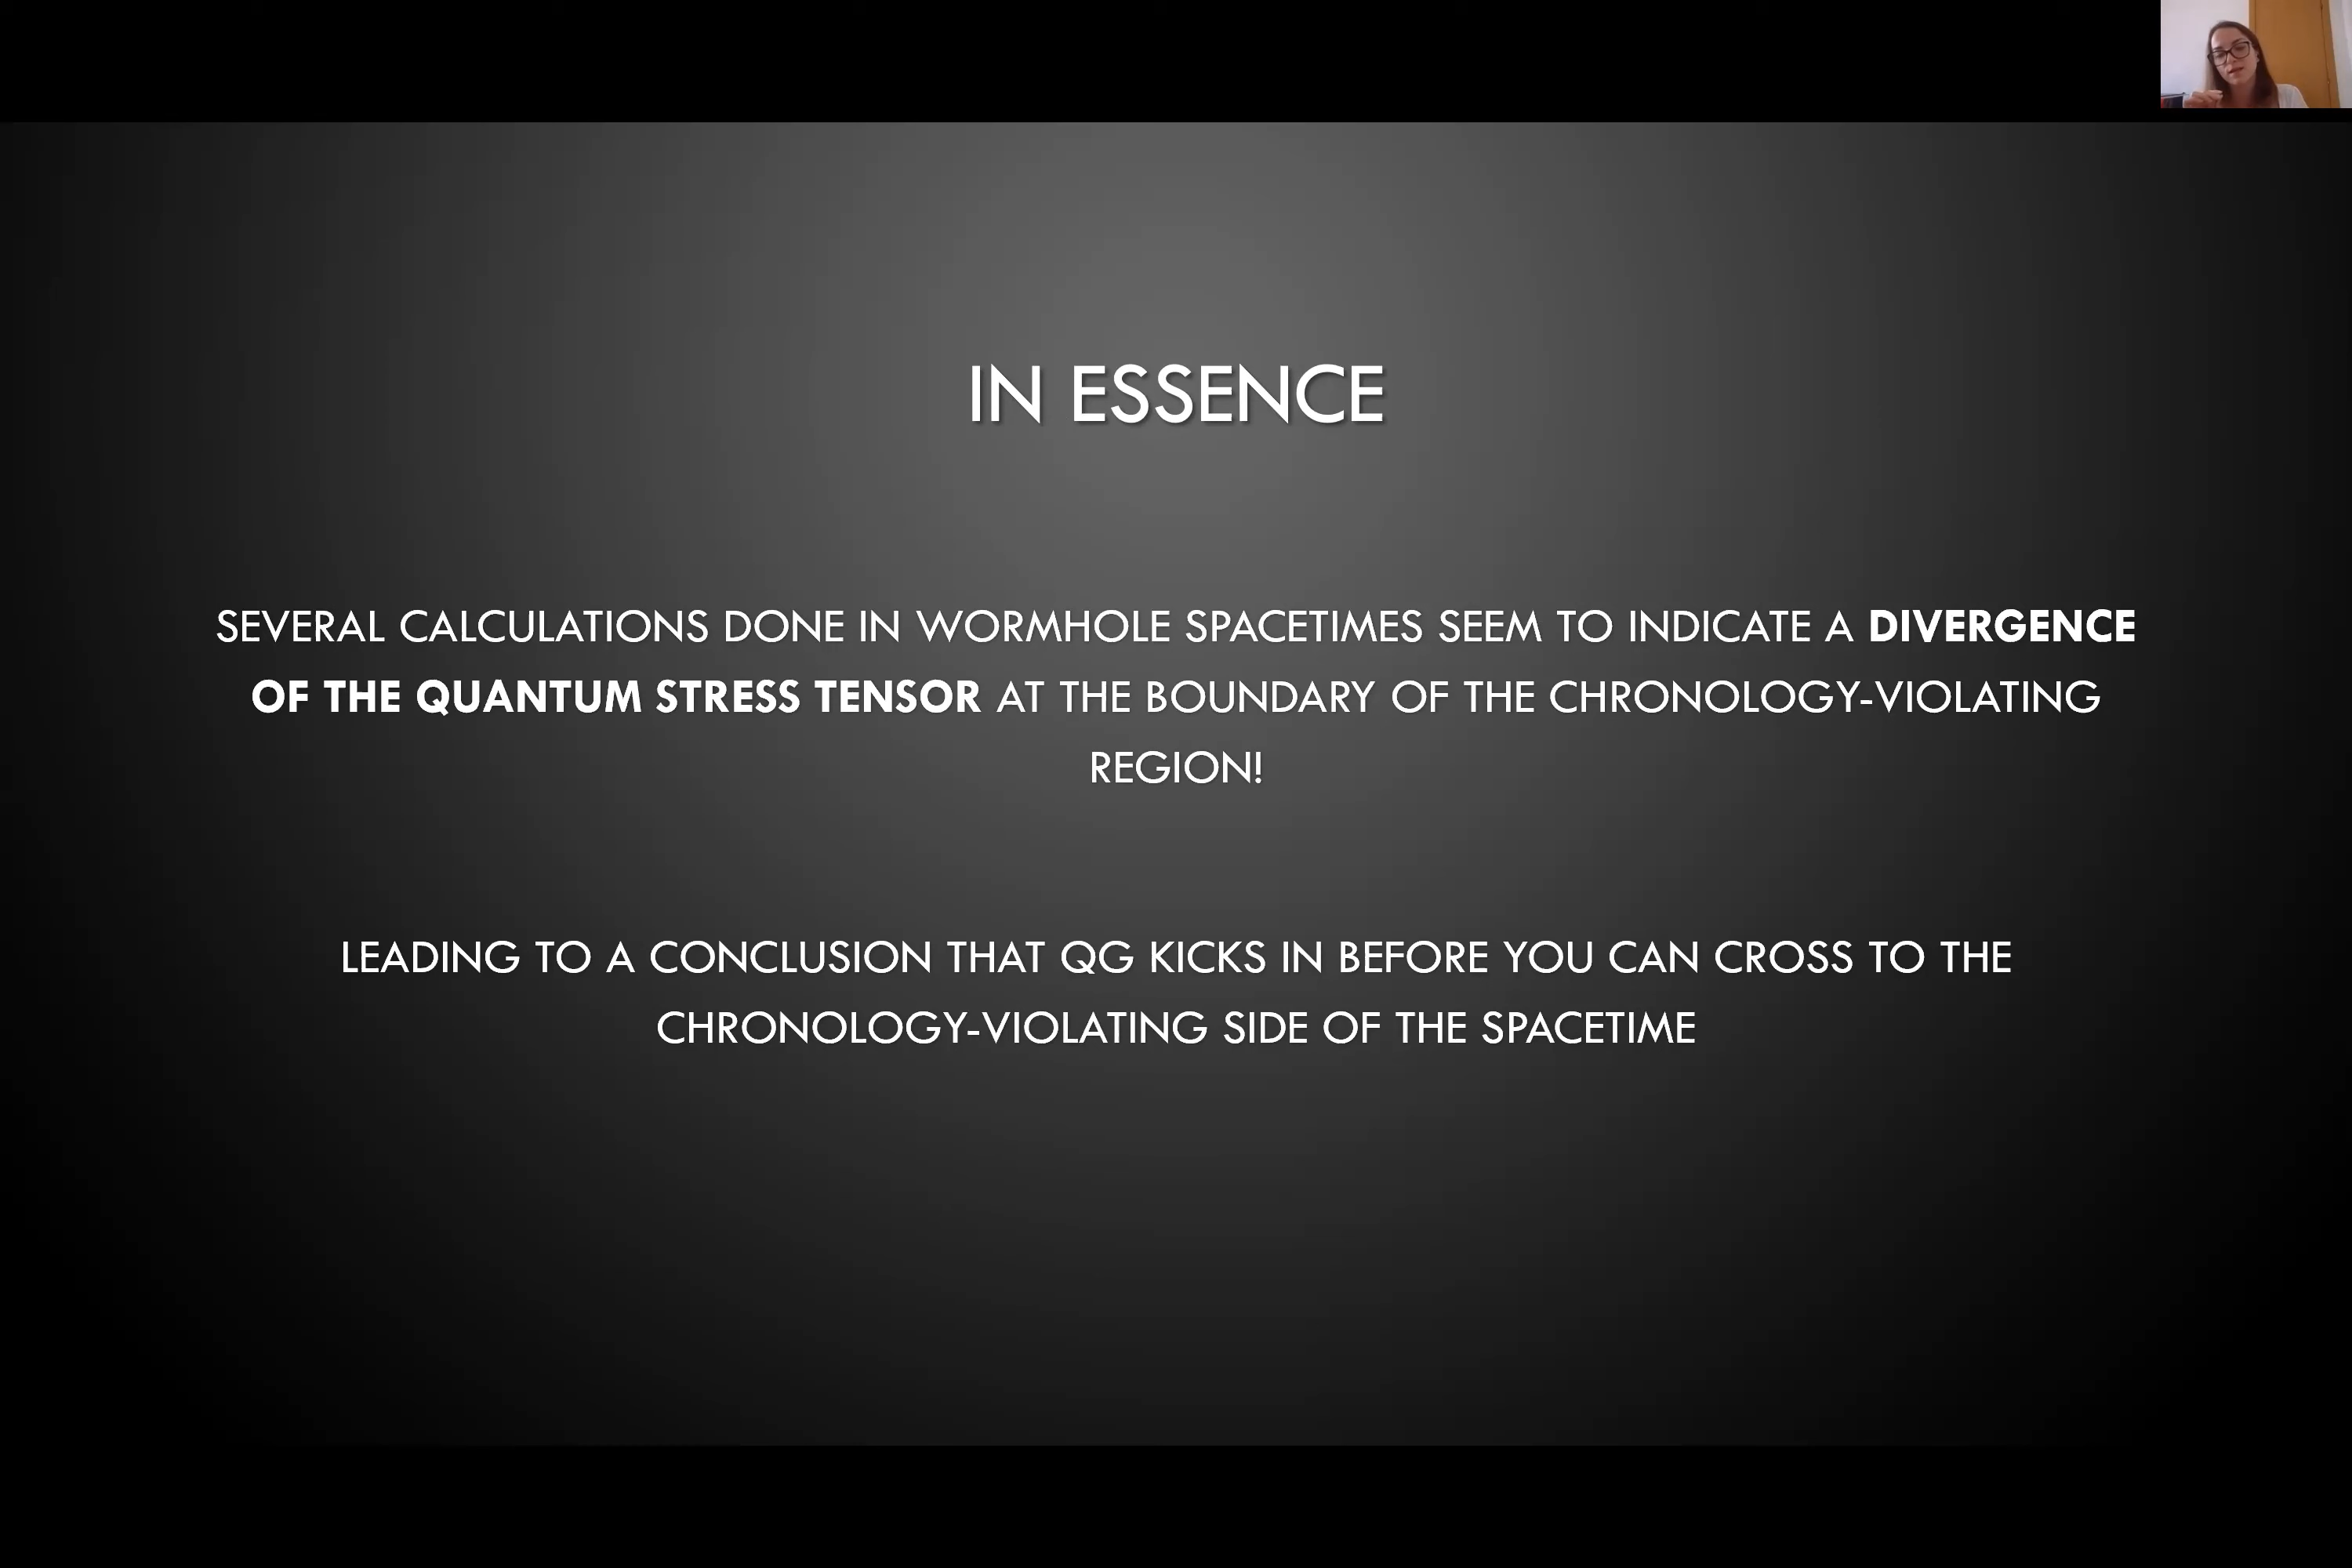 IN ESSENCE
SEVERAL CALCULATIONS DONE IN WORMHOLE SPACETIMES SEEM TO INDICATE A DIVERGENCE
OF THE QUANTUM STRESS TENSOR AT THE BOUNDARY OF THE CHRONOLOGY-VIOLATING
REGION!
LEADING TO A CONCLUSION THAT QG KICKS IN BEFORE YOU CAN CROSS TO THE
CHRONOLOGY-VIOLATING SIDE OF THE SPACETIME